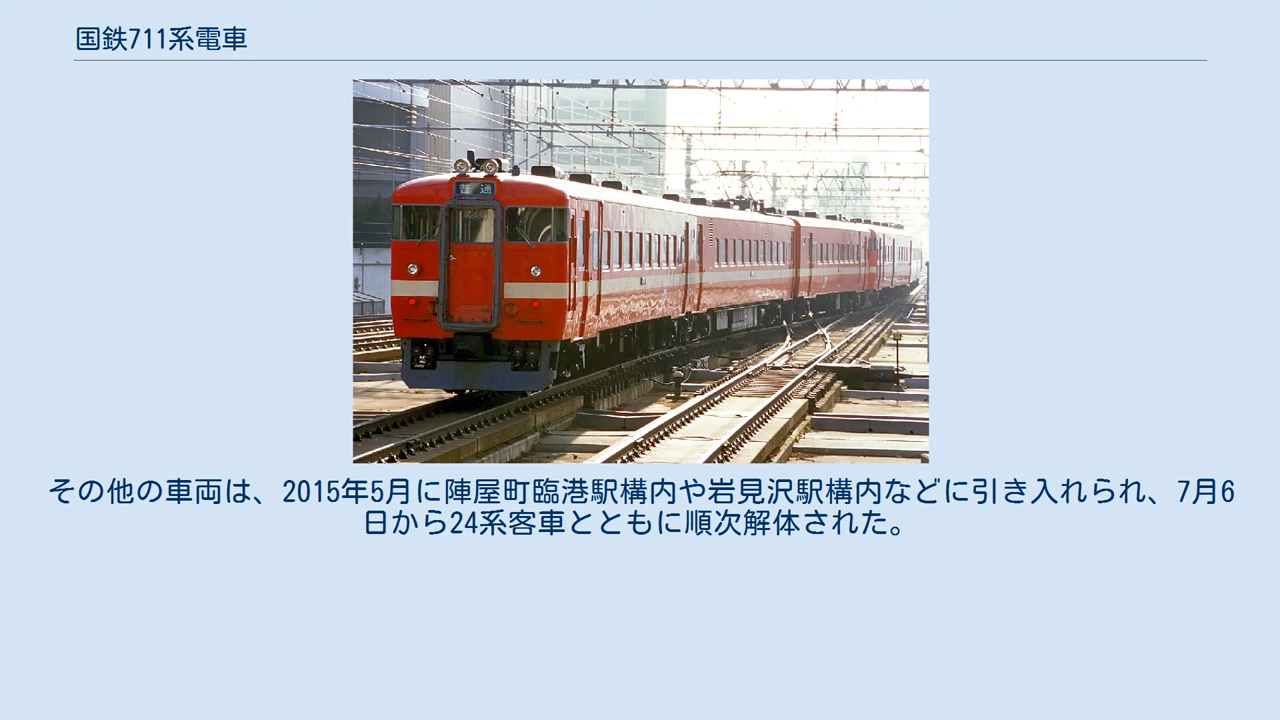 国鉄711系電車
普通
その他の車両は、2015年5月に陣屋町臨港駅構内や岩見沢駅構内などに引き入れられ、7月6
日から24系客車とともに順次解体された。